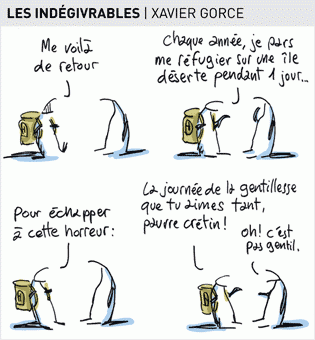 LES INDÉGIVRABLES | XAVIER GORCE
Me voilà
de retour
Chaque année, je pars
me réfugier sur une île
déserte pendant 1 jour...
Pour échapper
à cette horreur :
La journée de la gentillesse
que tu aimes tant,
pauvre crétin !
Oh ! c'est
pas gentil.